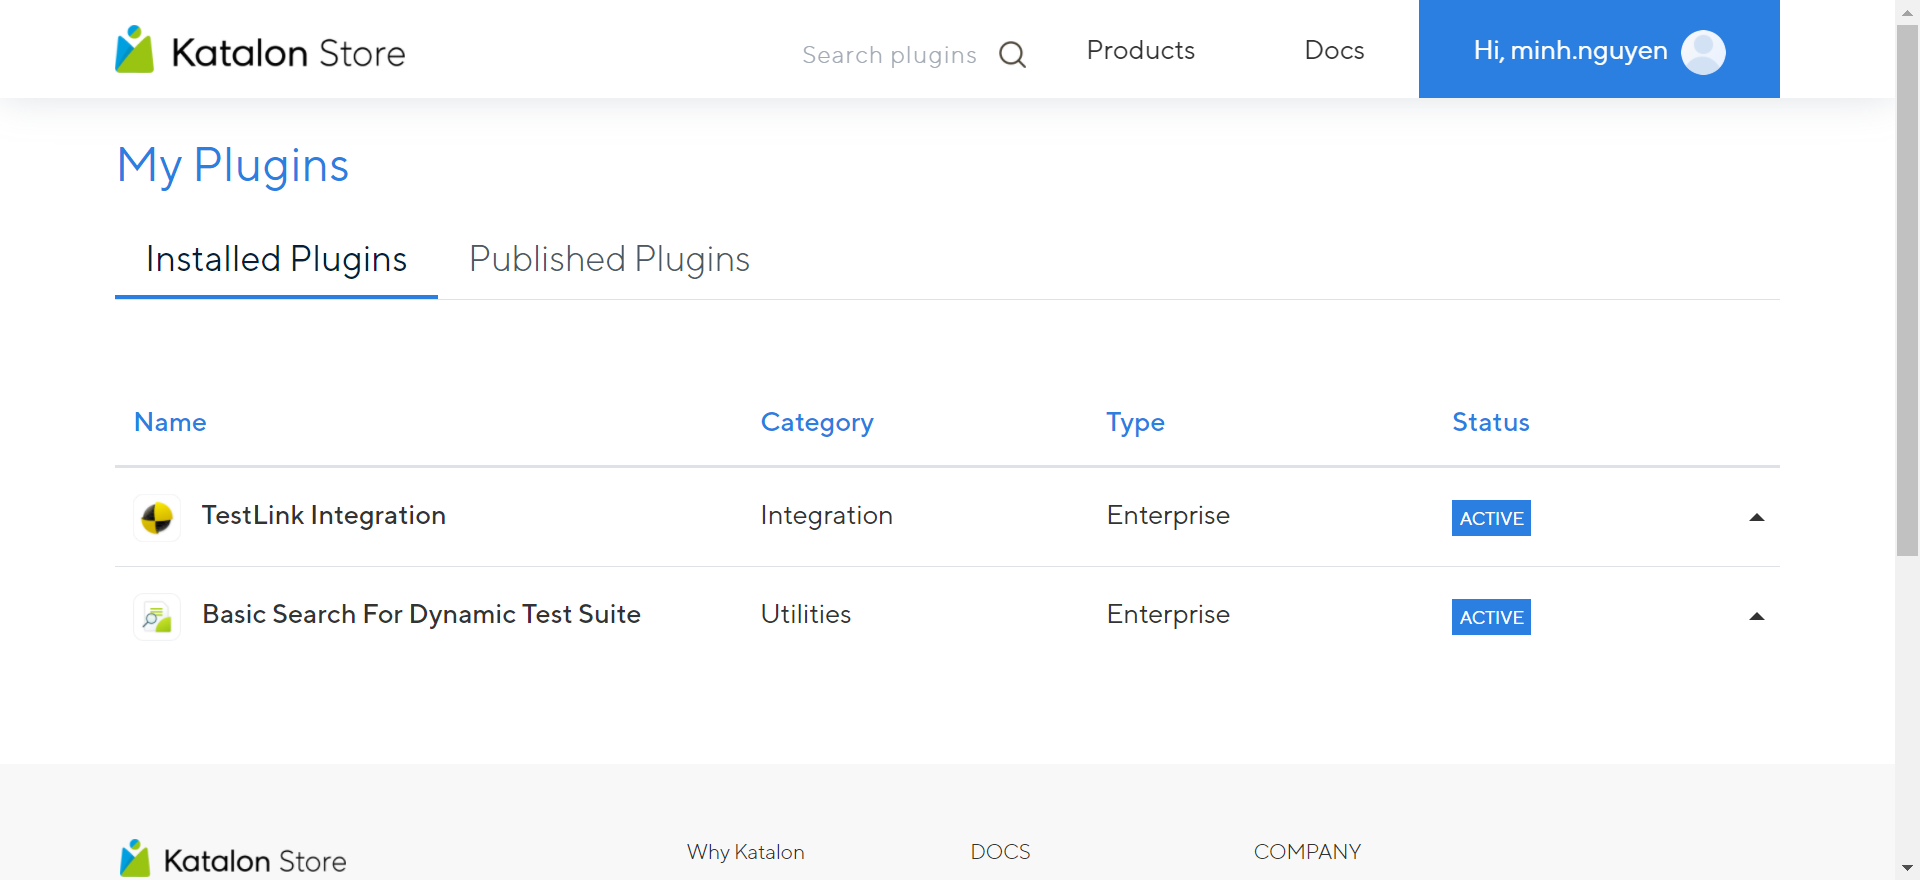 Katalon Store
Search plugins
Products
Docs
Hi, minh.nguyen
My Plugins
Installed Plugins
Published Plugins
Name
Category
Type
Status
TestLink Integration
Integration
Enterprise
ACTIVE
Basic Search For Dynamic Test Suite
Utilities
Enterprise
ACTIVE
Katalon Store
Why Katalon
DOCS
COMPANY